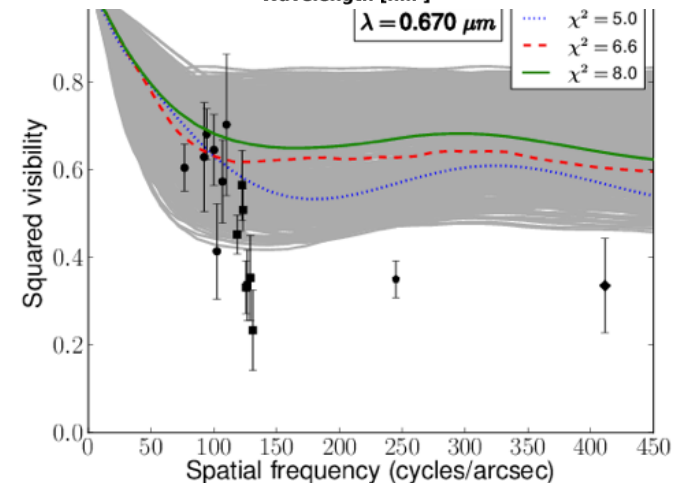 λ = 0.670 μm
χ² = 5.0
χ² = 6.6
χ² = 8.0
Squared visibility
0.8
0.6
0.4
0.2
0.0
0 50 100 150 200 250 300 350 400 450
Spatial frequency (cycles/arcsec)